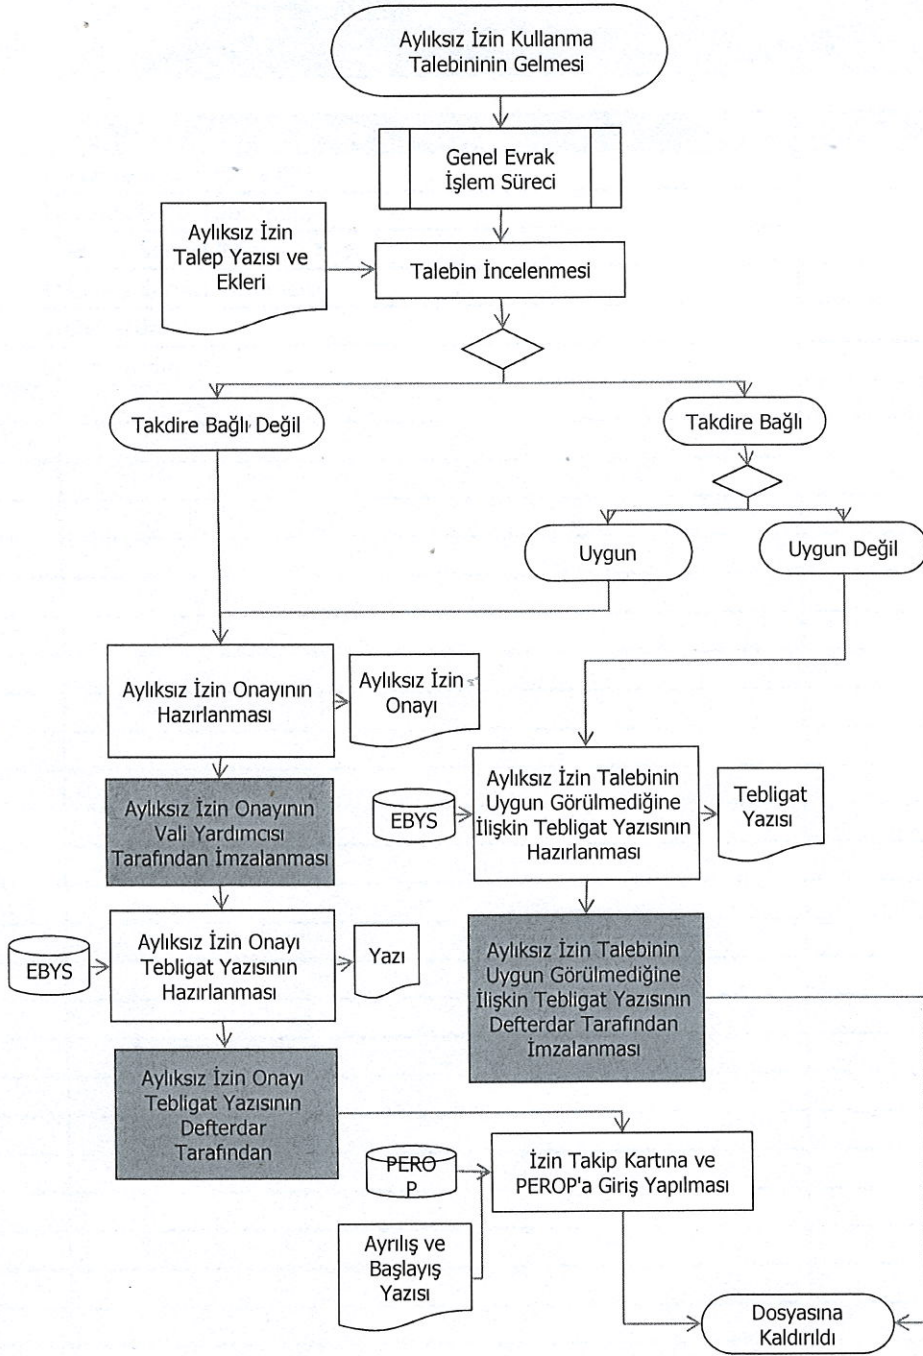 Aylıksız İzin Kullanma
Talebininin Gelmesi
Genel Evrak
İşlem Süreci
Aylıksız İzin
Talep Yazısı ve
Ekleri
Talebin İncelenmesi
Takdire Bağlı Değil
Takdire Bağlı
Uygun
Uygun Değil
Aylıksız İzin Onayının
Hazırlanması
Aylıksız İzin
Onayı
Aylıksız İzin Onayının
Vali Yardımcısı
Tarafından İmzalanması
EBYS
Aylıksız İzin Talebinin
Uygun Görülmediğine
İlişkin Tebligat Yazısının
Hazırlanması
Tebligat
Yazısı
EBYS
Aylıksız İzin Onayı
Tebligat Yazısının
Hazırlanması
Yazı
Aylıksız İzin Talebinin
Uygun Görülmediğine
İlişkin Tebligat Yazısının
Defterdar Tarafından
İmzalanması
Aylıksız İzin Onayı
Tebligat Yazısının
Defterdar
Tarafından
PERO
P
İzin Takip Kartına ve
PEROP'a Giriş Yapılması
Ayrılış ve
Başlayış
Yazısı
Dosyasına
Kaldırıldı